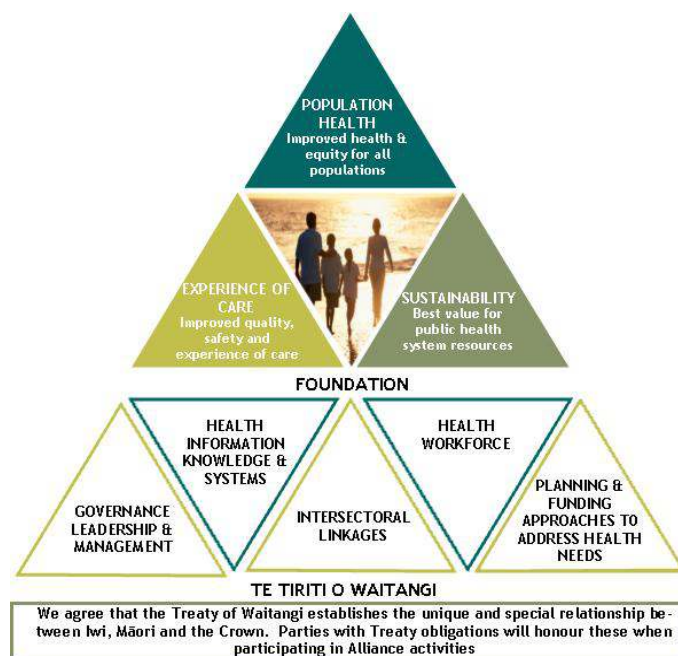 POPULATION
HEALTH
Improved health &
equity for all
populations
EXPERIENCE OF
CARE
Improved quality,
safety and
experience of care
SUSTAINABILITY
Best value for
public health
system resources
FOUNDATION
GOVERNANCE
LEADERSHIP &
MANAGEMENT
HEALTH
INFORMATION
KNOWLEDGE &
SYSTEMS
INTERSECTORAL
LINKAGES
HEALTH
WORKFORCE
PLANNING &
FUNDING
APPROACHES TO
ADDRESS HEALTH
NEEDS
TE TIRITI O WAITANGI
We agree that the Treaty of Waitangi establishes the unique and special relationship be-
tween Iwi, Māori and the Crown.  Parties with Treaty obligations will honour these when
participating in Alliance activities